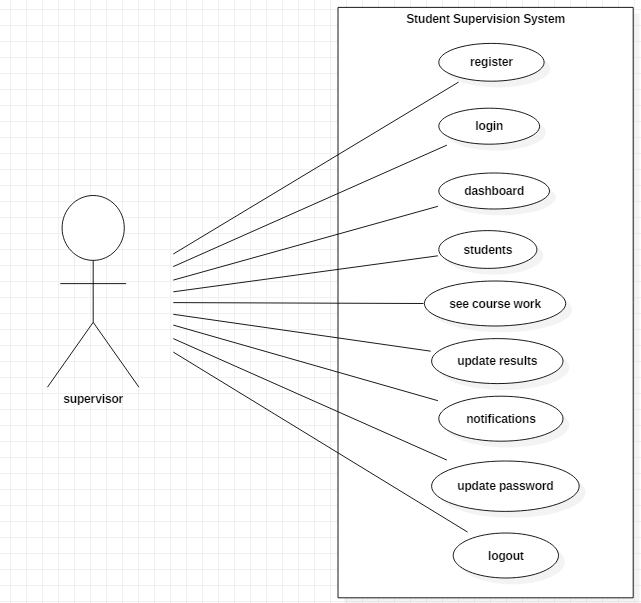 Student Supervision System
register
login
dashboard
students
see course work
update results
notifications
update password
logout
supervisor